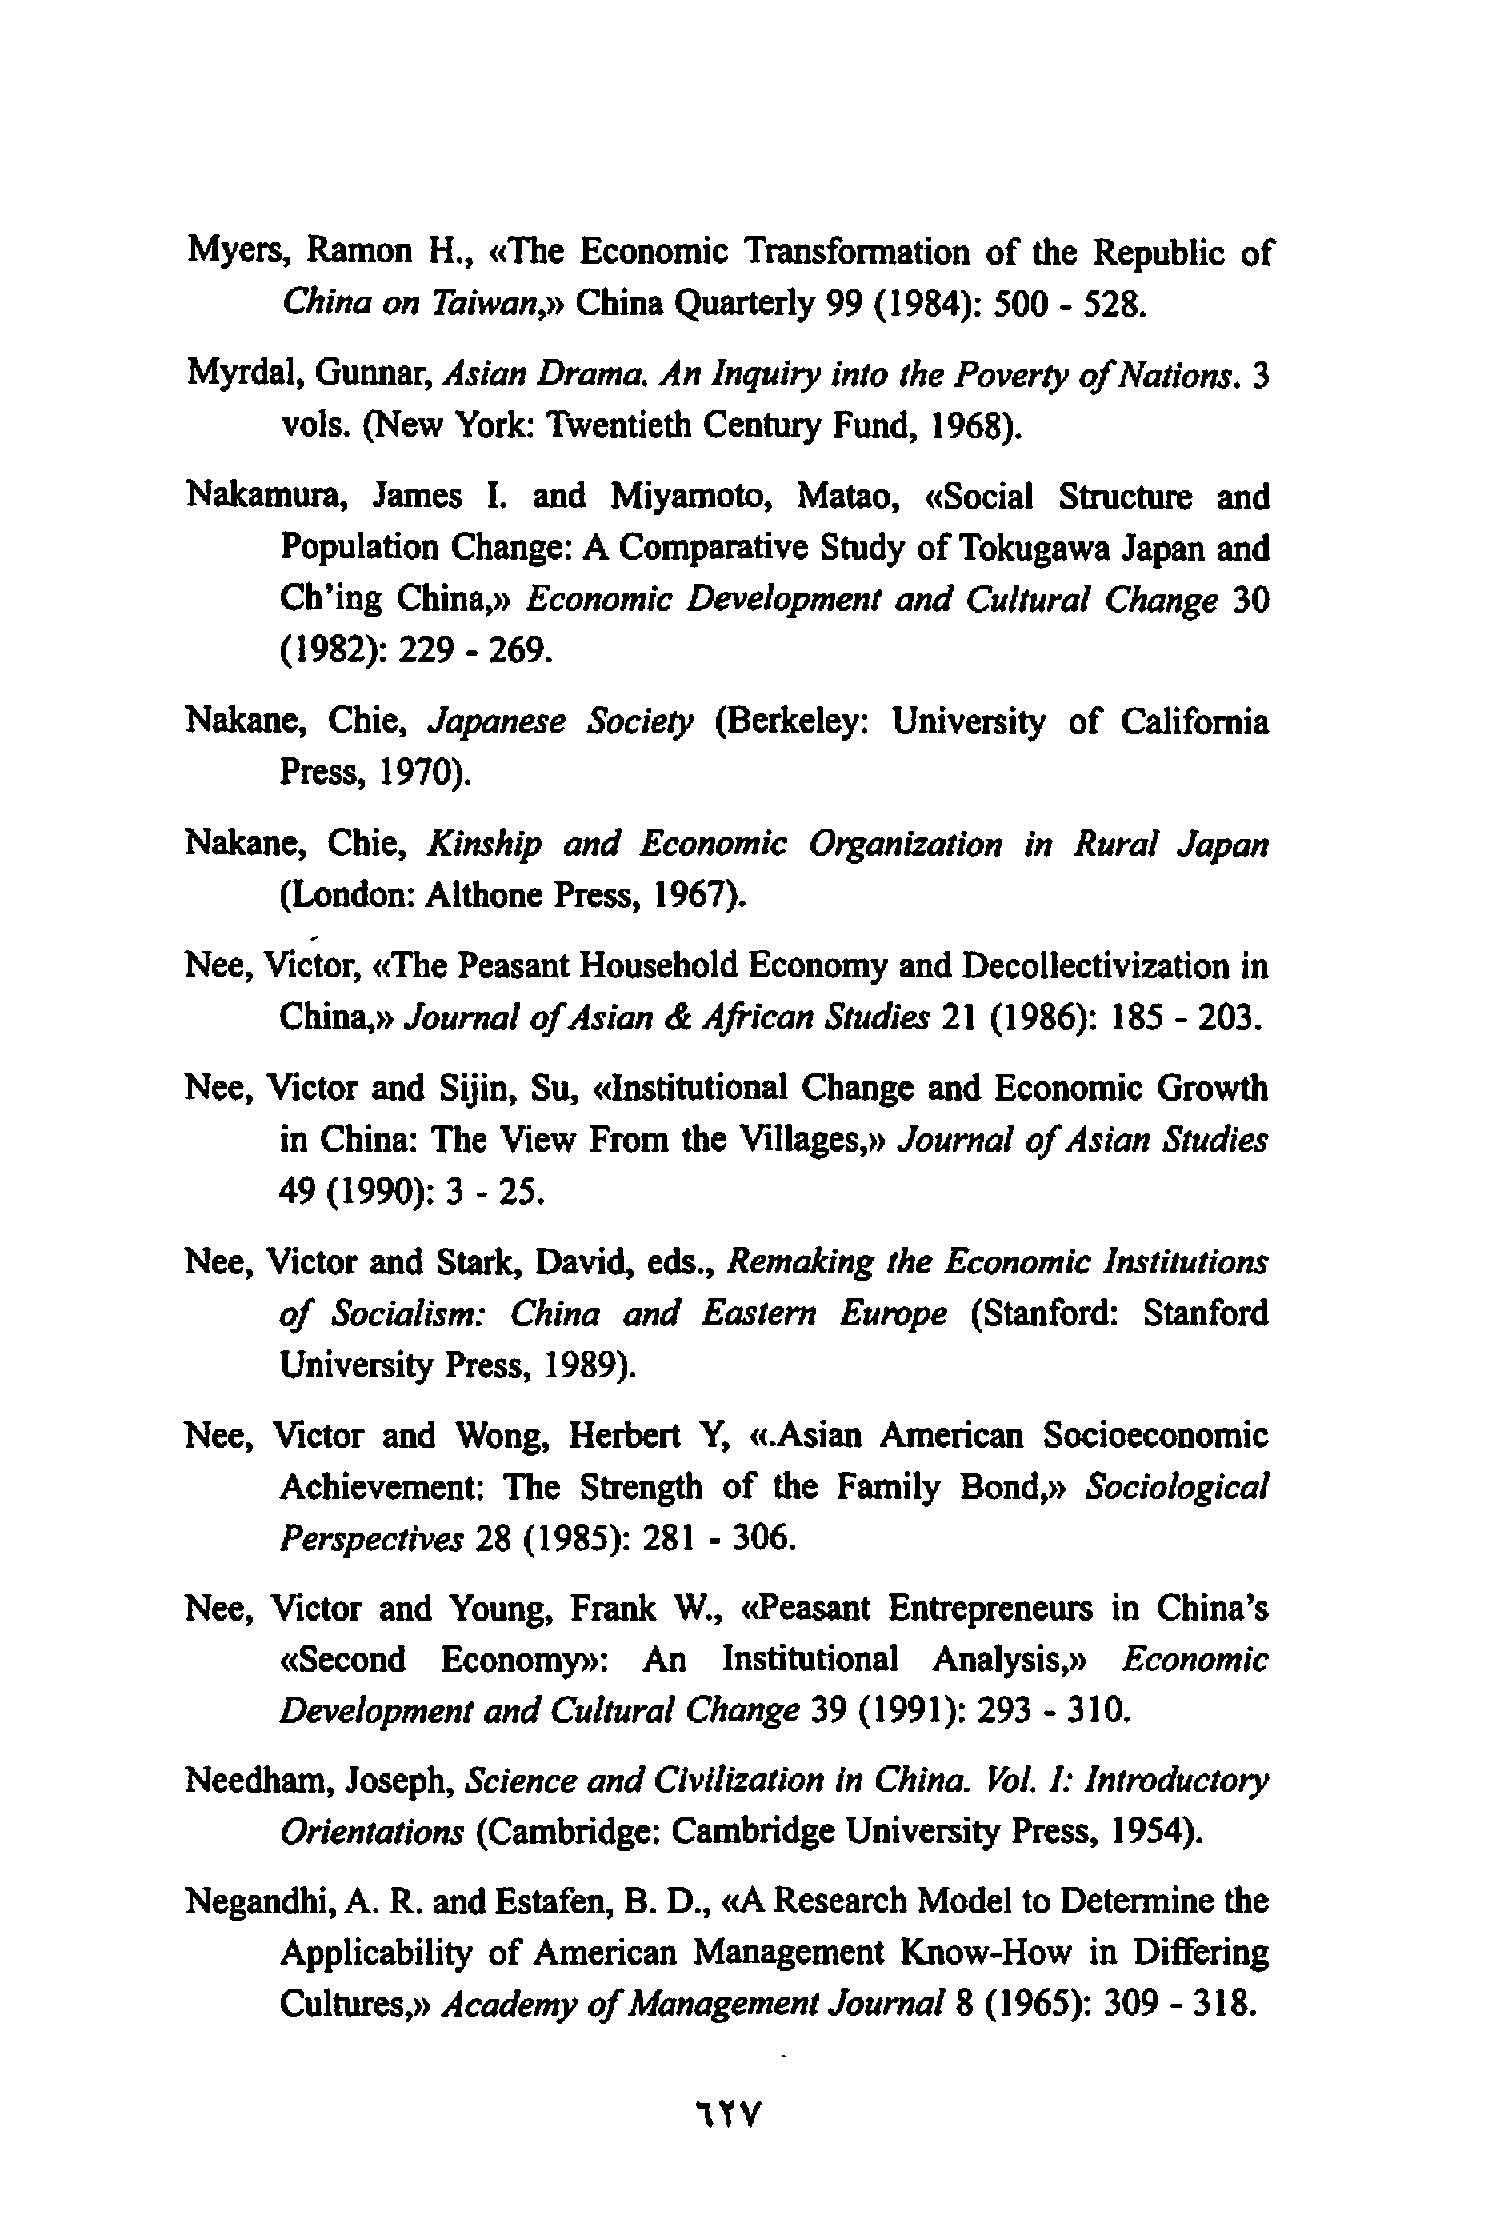 Myers, Ramon H., «The Economic Transformation of the Republic of
China on Taiwan,» China Quarterly 99 (1984): 500 - 528.
Myrdal, Gunnar, Asian Drama. An Inquiry into the Poverty of Nations. 3
vols. (New York: Twentieth Century Fund, 1968).
Nakamura, James I. and Miyamoto, Matao, «Social Structure and
Population Change: A Comparative Study of Tokugawa Japan and
Ch'ing China,» Economic Development and Cultural Change 30
(1982): 229 - 269.
Nakane, Chie, Japanese Society (Berkeley: University of California
Press, 1970).
Nakane, Chie, Kinship and Economic Organization in Rural Japan
(London: Althone Press, 1967).
Nee, Victor, «The Peasant Household Economy and Decollectivization in
China,» Journal of Asian & African Studies 21 (1986): 185 - 203.
Nee, Victor and Sijin, Su, «Institutional Change and Economic Growth
in China: The View From the Villages,» Journal of Asian Studies
49 (1990): 3 - 25.
Nee, Victor and Stark, David, eds., Remaking the Economic Institutions
of Socialism: China and Eastern Europe (Stanford: Stanford
University Press, 1989).
Nee, Victor and Wong, Herbert Y, «.Asian American Socioeconomic
Achievement: The Strength of the Family Bond,» Sociological
Perspectives 28 (1985): 281 - 306.
Nee, Victor and Young, Frank W., «Peasant Entrepreneurs in China's
«Second Economy»: An Institutional Analysis,» Economic
Development and Cultural Change 39 (1991): 293 - 310.
Needham, Joseph, Science and Civilization in China. Vol. I: Introductory
Orientations (Cambridge: Cambridge University Press, 1954).
Negandhi, A. R. and Estafen, B. D., «A Research Model to Determine the
Applicability of American Management Know-How in Differing
Cultures,» Academy of Management Journal 8 (1965): 309 - 318.
٦٢٧